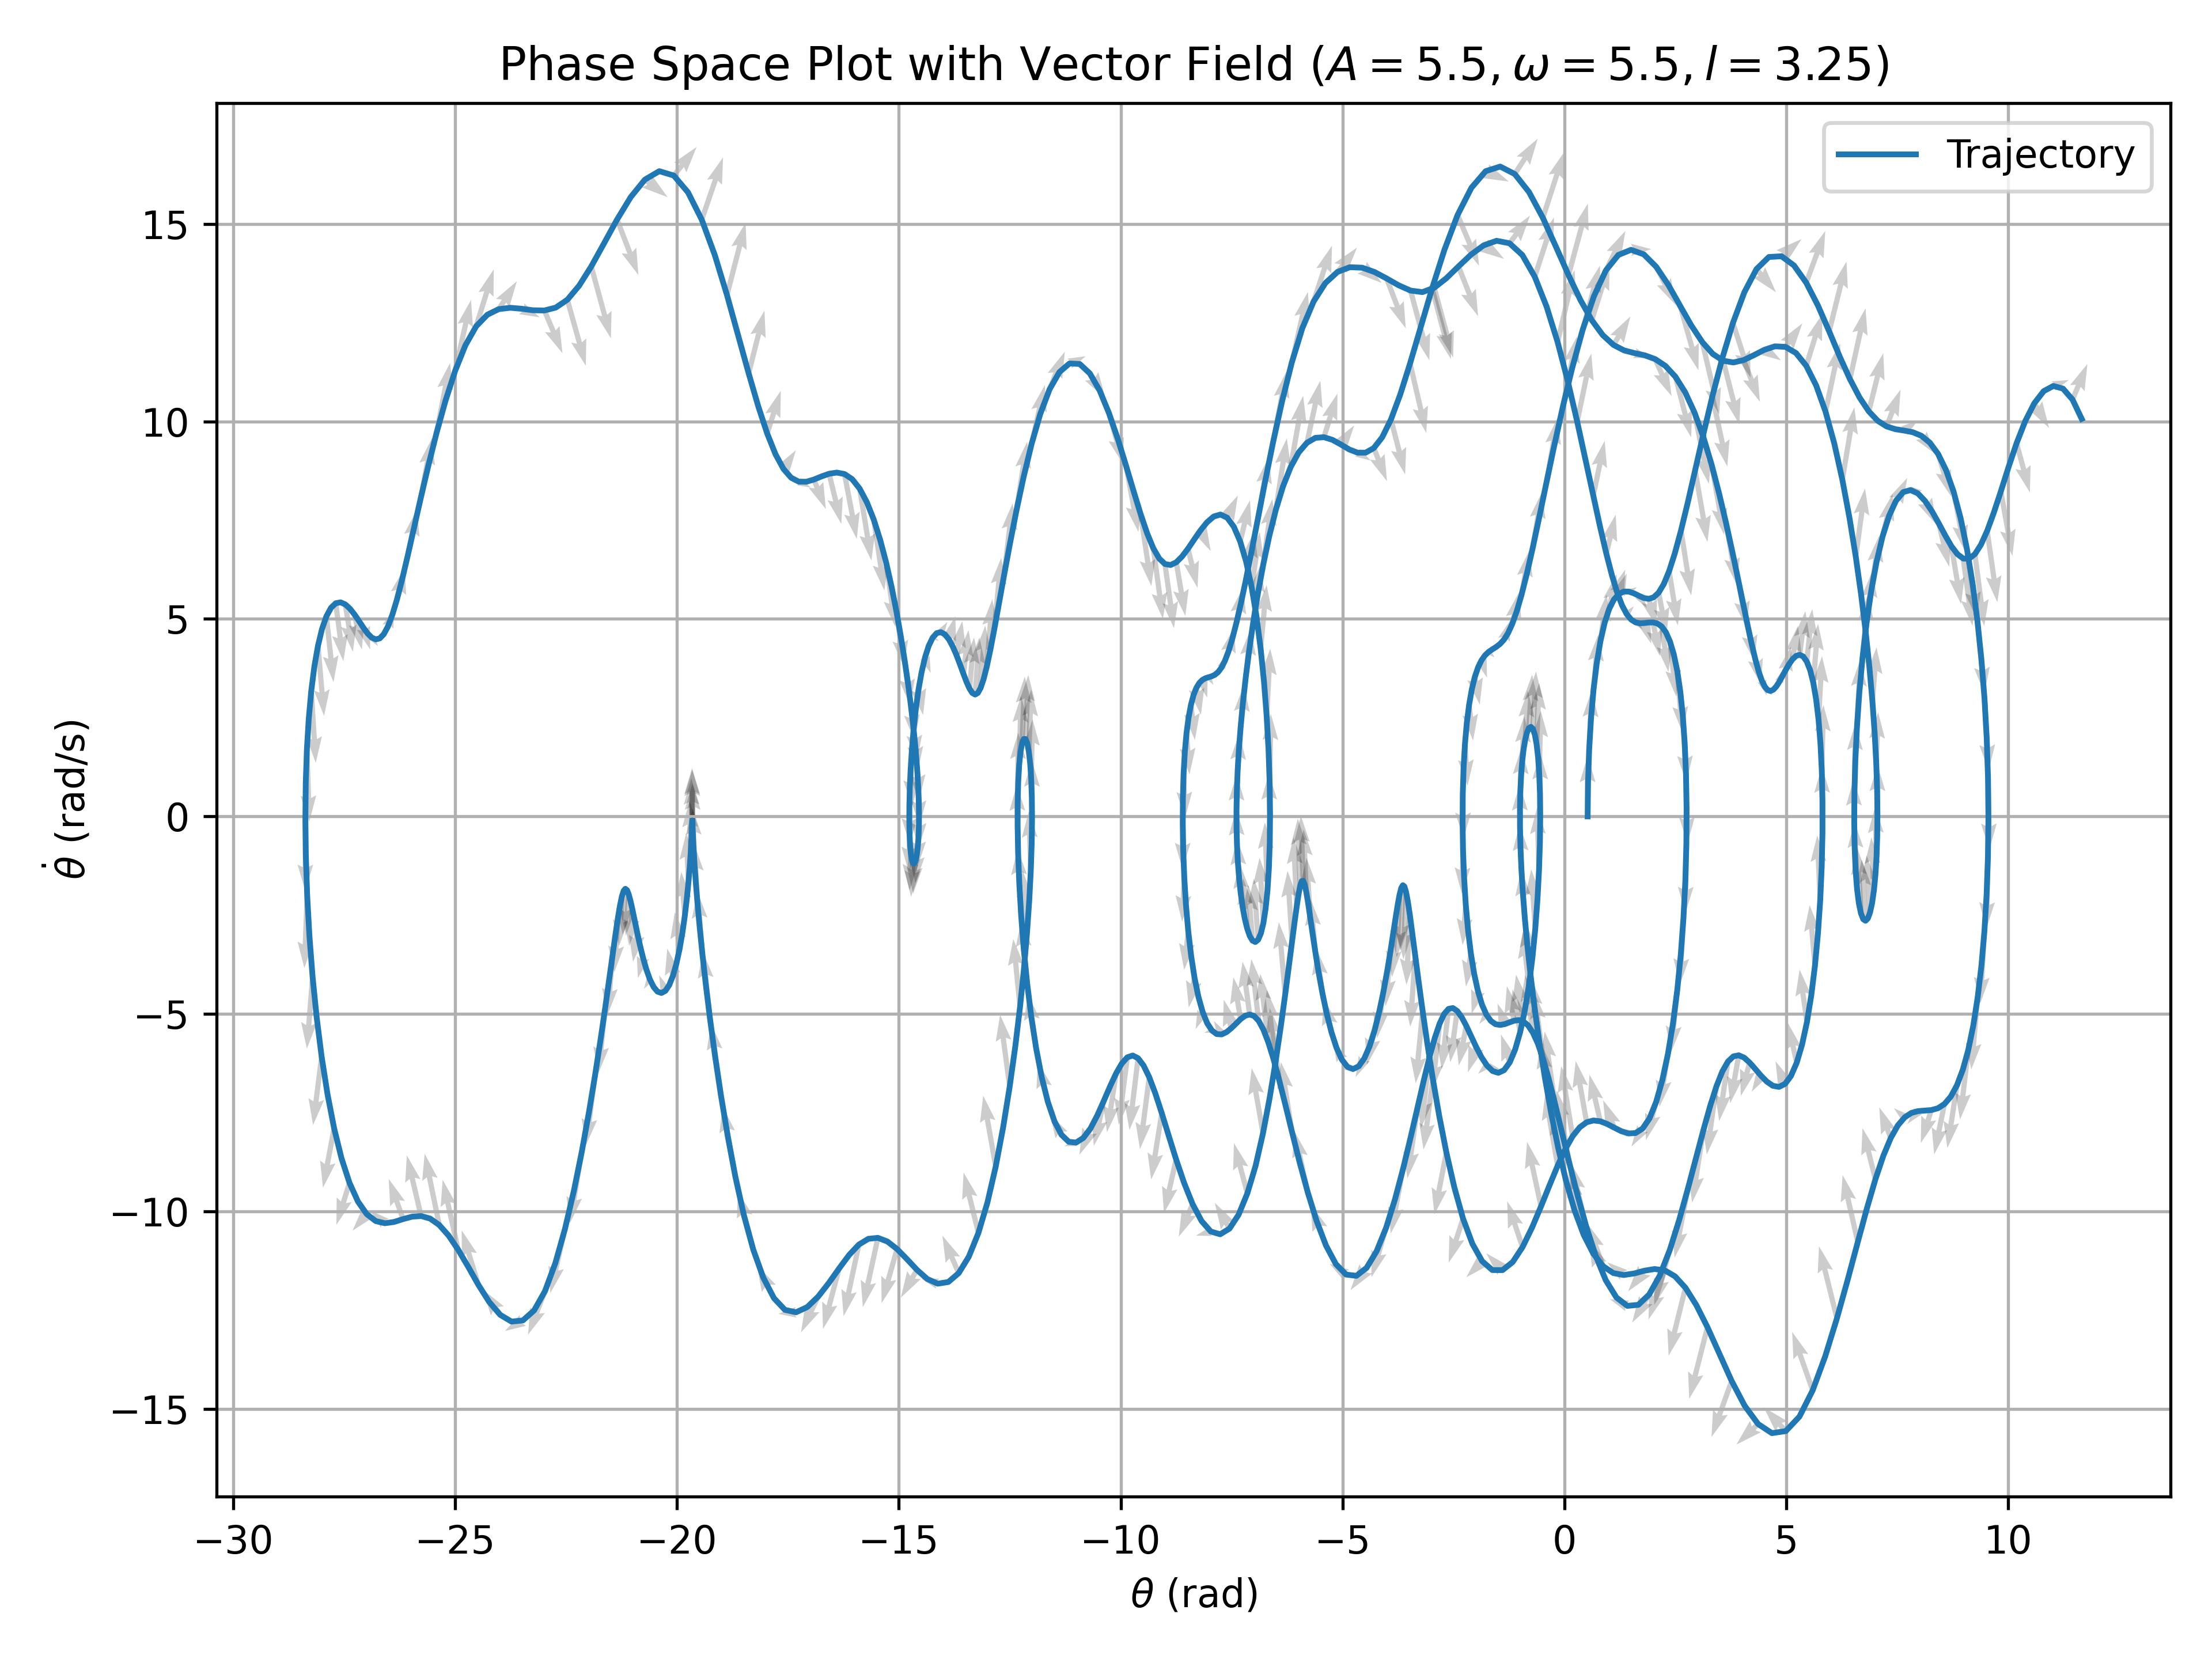 Phase Space Plot with Vector Field (A = 5.5, ω = 5.5, l = 3.25)
Trajectory
15
10
5
0
−5
−10
−15
θ̇ (rad/s)
−30 −25 −20 −15 −10 −5 0 5 10
θ (rad)